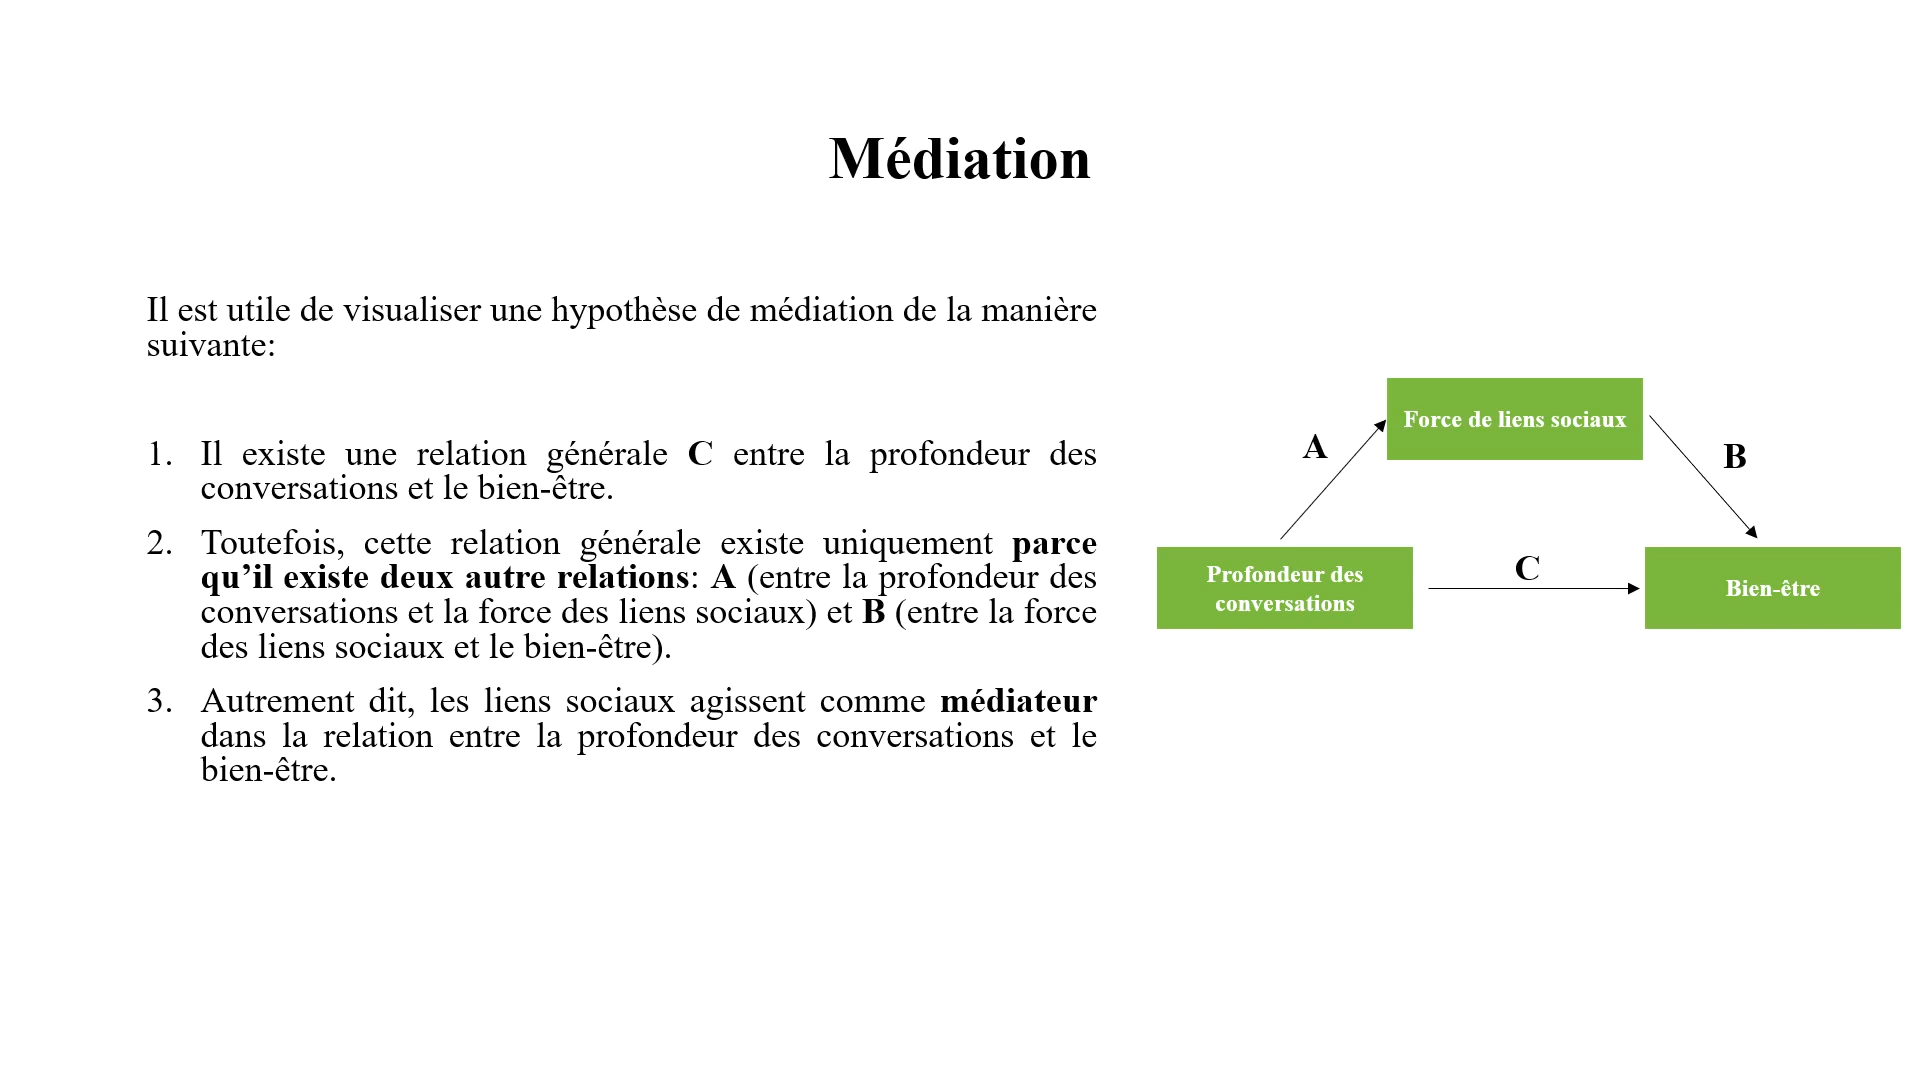 Médiation
Il est utile de visualiser une hypothèse de médiation de la manière
suivante:
1. Il existe une relation générale C entre la profondeur des
conversations et le bien-être.
2. Toutefois, cette relation générale existe uniquement parce
qu’il existe deux autre relations: A (entre la profondeur des
conversations et la force des liens sociaux) et B (entre la force
des liens sociaux et le bien-être).
3. Autrement dit, les liens sociaux agissent comme médiateur
dans la relation entre la profondeur des conversations et le
bien-être.
Force de liens sociaux
A
B
Profondeur des
conversations
C
Bien-être